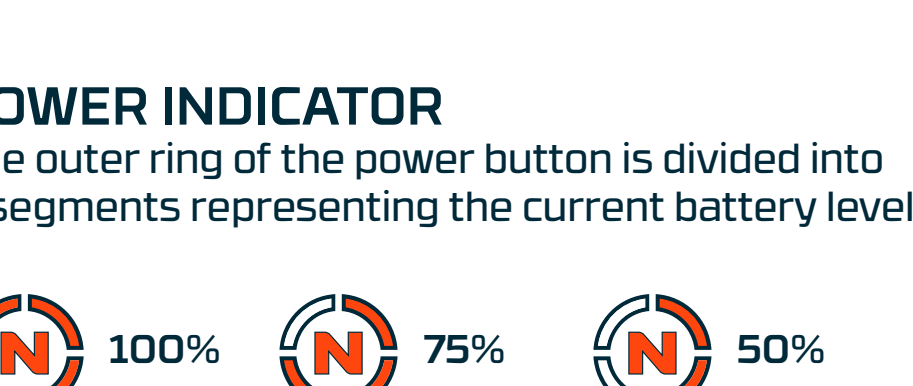 OWER INDICATOR
e outer ring of the power button is divided into
segments representing the current battery level
N 100% N 75% N 50%